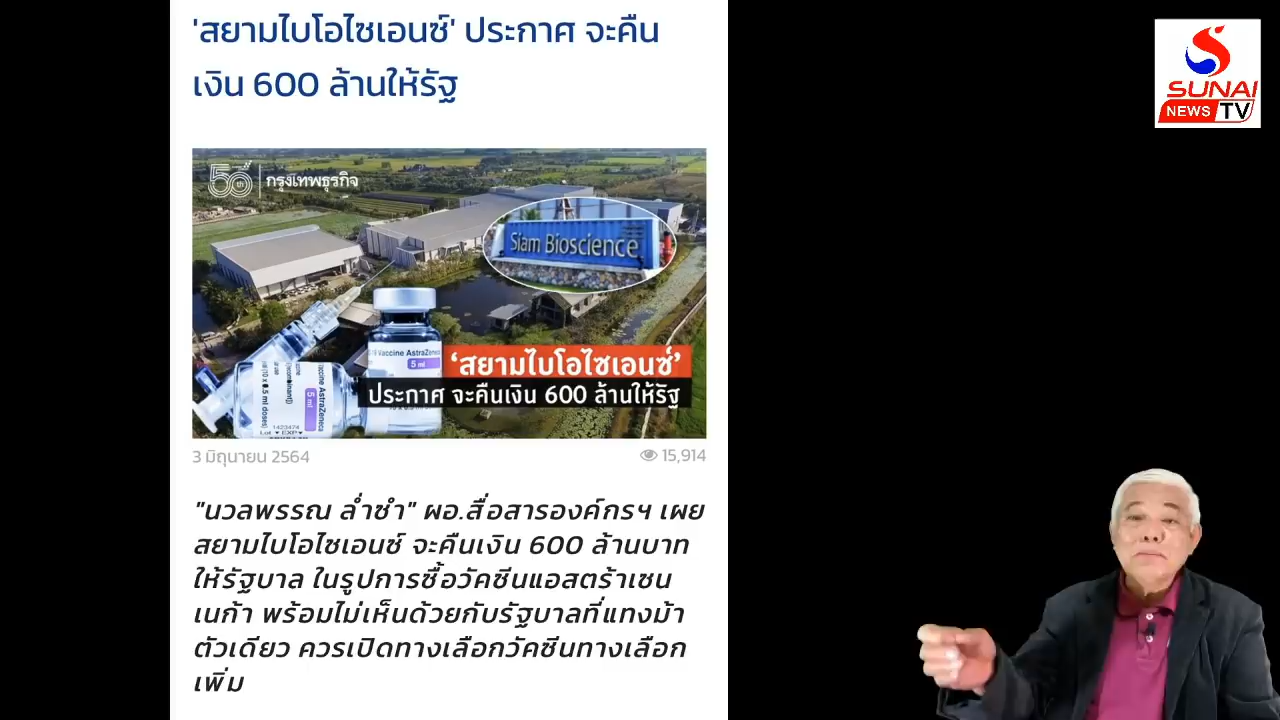 'สยามไบโอไซเอนซ์' ประกาศ จะคืน
เงิน 600 ล้านให้รัฐ
SUNAI
NEWS TV
50th กรุงเทพธุรกิจ
Siam Bioscience
Vaccine AstraZeneca
5 ml
‘สยามไบโอไซเอนซ์’
ประกาศ จะคืนเงิน 600 ล้านให้รัฐ
3 มิถุนายน 2564
15,914
"นวลพรรณ ล่ำซำ" ผอ.สื่อสารองค์กรฯ เผย
สยามไบโอไซเอนซ์ จะคืนเงิน 600 ล้านบาท
ให้รัฐบาล ในรูปการซื้อวัคซีนแอสตร้าเซน
เนก้า พร้อมไม่เห็นด้วยกับรัฐบาลที่แทงม้า
ตัวเดียว ควรเปิดทางเลือกวัคซีนทางเลือก
เพิ่ม